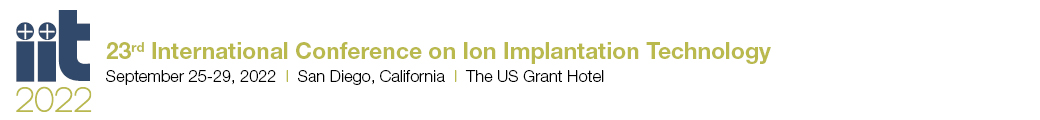 iit
2022
23rd International Conference on Ion Implantation Technology
September 25-29, 2022 | San Diego, California | The US Grant Hotel